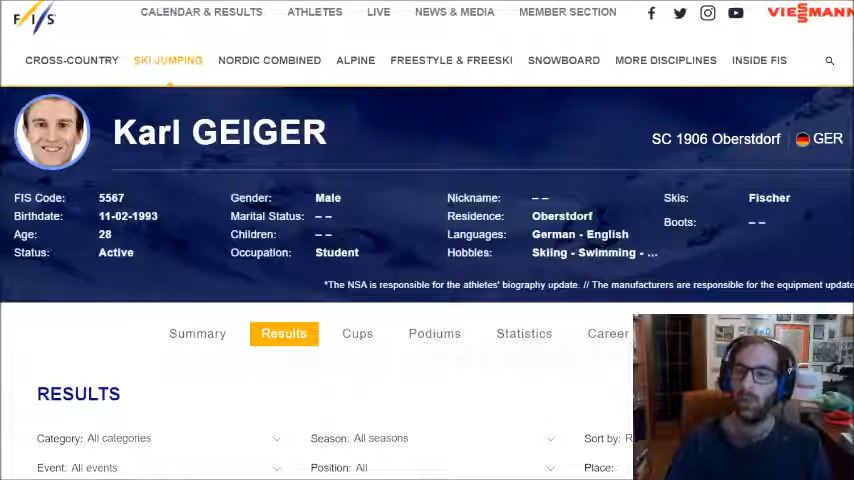 FIS
CALENDAR & RESULTS ATHLETES LIVE NEWS & MEDIA MEMBER SECTION
VIESSMANN
CROSS-COUNTRY SKI JUMPING NORDIC COMBINED ALPINE FREESTYLE & FREESKI SNOWBOARD MORE DISCIPLINES INSIDE FIS
Karl GEIGER
SC 1906 Oberstdorf GER
FIS Code: 5567 Gender: Male Nickname: – – Skis: Fischer
Birthdate: 11-02-1993 Marital Status: – – Residence: Oberstdorf Boots: – –
Age: 28 Children: – – Languages: German - English
Status: Active Occupation: Student Hobbies: Skiing - Swimming - ...
*The NSA is responsible for the athletes' biography update. // The manufacturers are responsible for the equipment update
Summary Results Cups Podiums Statistics Career
RESULTS
Category: All categories Season: All seasons Sort by:
Event: All events Position: All Place: